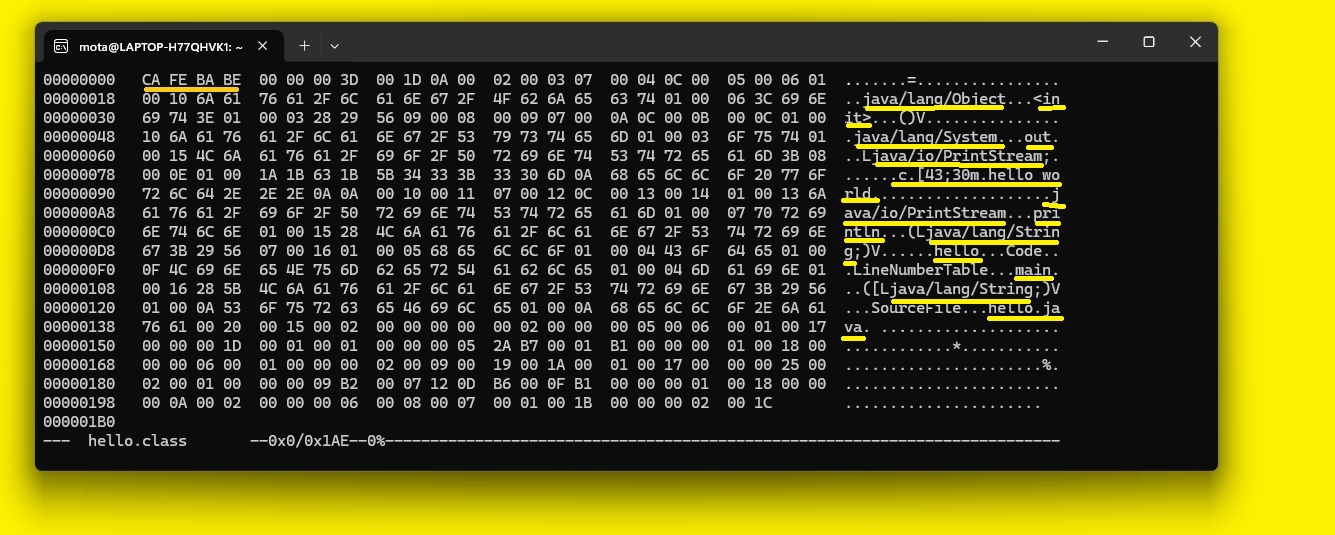 mota@LAPTOP-H77QHVK1: ~
00000000 CA FE BA BE 00 00 00 3D 00 1D 0A 00 02 00 03 07 00 04 0C 00 05 00 06 01 .......=................
00000018 00 10 6A 61 76 61 2F 6C 61 6E 67 2F 4F 62 6A 65 63 74 01 00 06 3C 69 6E ..java/lang/Object...<in
00000030 69 74 3E 01 00 03 28 29 56 09 00 08 00 09 07 00 0A 0C 00 0B 00 0C 01 00 it>...()V...............
00000048 10 6A 61 76 61 2F 6C 61 6E 67 2F 53 79 73 74 65 6D 01 00 03 6F 75 74 01 .java/lang/System...out.
00000060 00 15 4C 6A 61 76 61 2F 69 6F 2F 50 72 69 6E 74 53 74 72 65 61 6D 3B 08 ..Ljava/io/PrintStream;.
00000078 00 0E 01 00 1A 1B 63 1B 5B 34 33 3B 33 30 6D 0A 68 65 6C 6C 6F 20 77 6F ......c.[43;30m.hello wo
00000090 72 6C 64 2E 2E 2E 0A 0A 00 10 00 11 07 00 12 0C 00 13 00 14 01 00 13 6A rld....................j
000000A8 61 76 61 2F 69 6F 2F 50 72 69 6E 74 53 74 72 65 61 6D 01 00 07 70 72 69 ava/io/PrintStream...pri
000000C0 6E 74 6C 6E 01 00 15 28 4C 6A 61 76 61 2F 6C 61 6E 67 2F 53 74 72 69 6E ntln...(Ljava/lang/Strin
000000D8 67 3B 29 56 07 00 16 01 00 05 68 65 6C 6C 6F 01 00 04 43 6F 64 65 01 00 g;)V......hello...Code..
000000F0 0F 4C 69 6E 65 4E 75 6D 62 65 72 54 61 62 6C 65 01 00 04 6D 61 69 6E 01 .LineNumberTable...main.
00000108 00 16 28 5B 4C 6A 61 76 61 2F 6C 61 6E 67 2F 53 74 72 69 6E 67 3B 29 56 ..([Ljava/lang/String;)V
00000120 01 00 0A 53 6F 75 72 63 65 46 69 6C 65 01 00 0A 68 65 6C 6C 6F 2E 6A 61 ...SourceFile...hello.ja
00000138 76 61 00 20 00 15 00 02 00 00 00 00 00 02 00 00 00 05 00 06 00 01 00 17 va. ....................
00000150 00 00 00 1D 00 01 00 01 00 00 00 05 2A B7 00 01 B1 00 00 00 01 00 18 00 ............*...........
00000168 00 00 06 00 01 00 00 00 02 00 09 00 19 00 1A 00 01 00 17 00 00 00 25 00 ......................%.
00000180 02 00 01 00 00 00 09 B2 00 07 12 0D B6 00 0F B1 00 00 00 01 00 18 00 00 ........................
00000198 00 0A 00 02 00 00 00 06 00 08 00 07 00 01 00 1B 00 00 00 02 00 1C ......................
000001B0
--- hello.class --0x0/0x1AE--0%---------------------------------------------------------------------------